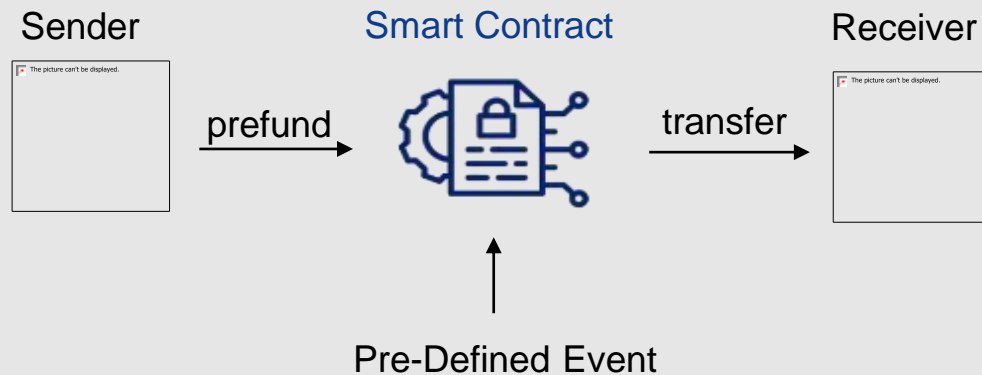 Sender
Smart Contract
Receiver
The picture can't be displayed.
The picture can't be displayed.
prefund
transfer
Pre-Defined Event